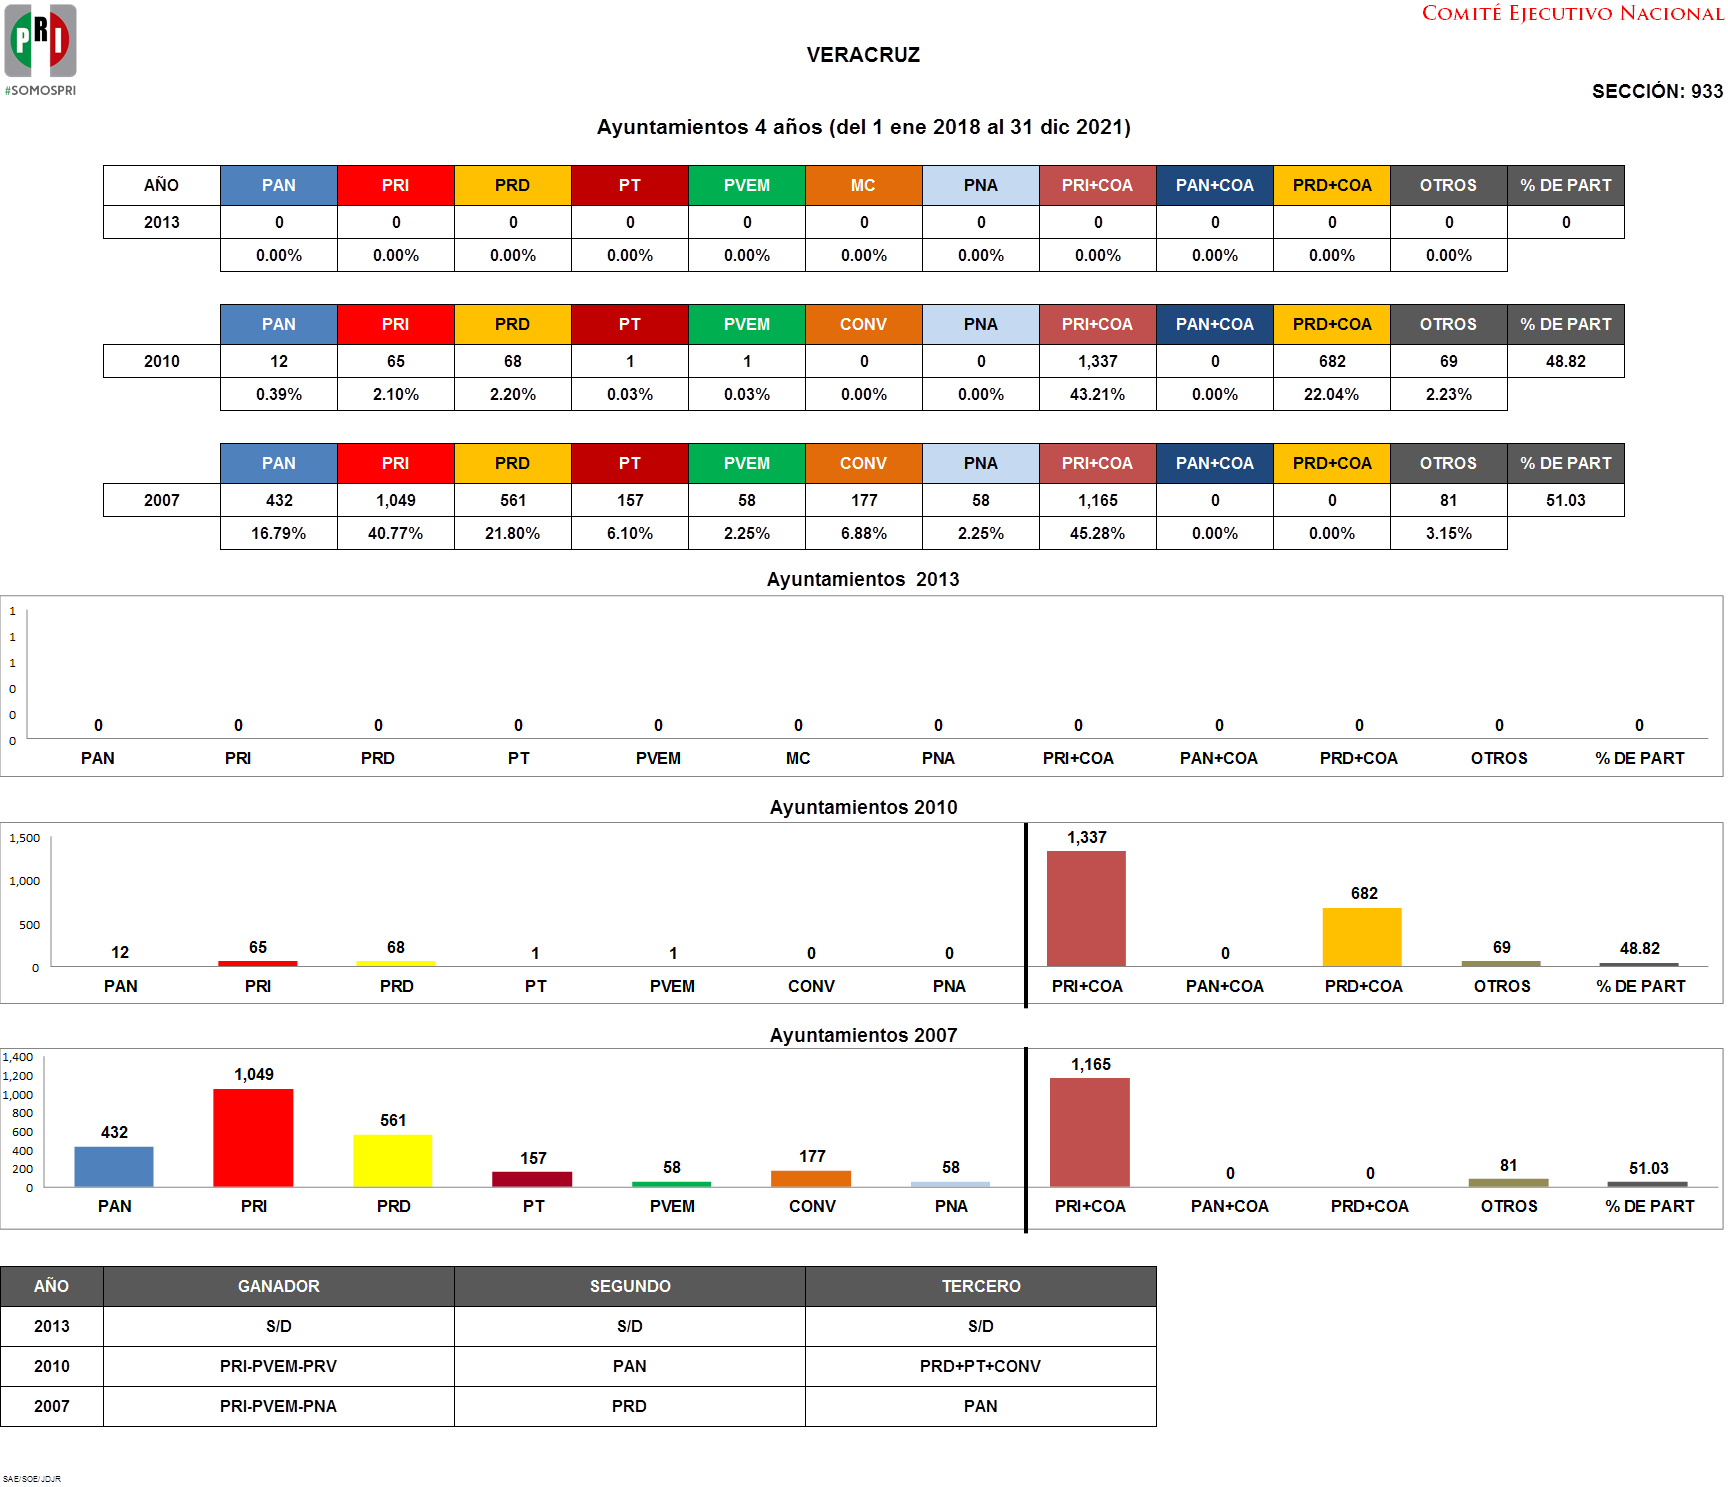 PRI
#SOMOSPRI
COMITÉ EJECUTIVO NACIONAL
VERACRUZ
SECCIÓN: 933
Ayuntamientos 4 años (del 1 ene 2018 al 31 dic 2021)
AÑO PAN PRI PRD PT PVEM MC PNA PRI+COA PAN+COA PRD+COA OTROS % DE PART
2013 0 0 0 0 0 0 0 0 0 0 0 0
0.00% 0.00% 0.00% 0.00% 0.00% 0.00% 0.00% 0.00% 0.00% 0.00% 0.00%
PAN PRI PRD PT PVEM CONV PNA PRI+COA PAN+COA PRD+COA OTROS % DE PART
2010 12 65 68 1 1 0 0 1,337 0 682 69 48.82
0.39% 2.10% 2.20% 0.03% 0.03% 0.00% 0.00% 43.21% 0.00% 22.04% 2.23%
PAN PRI PRD PT PVEM CONV PNA PRI+COA PAN+COA PRD+COA OTROS % DE PART
2007 432 1,049 561 157 58 177 58 1,165 0 0 81 51.03
16.79% 40.77% 21.80% 6.10% 2.25% 6.88% 2.25% 45.28% 0.00% 0.00% 3.15%
Ayuntamientos 2013
1
1
1
0
0
0
0 0 0 0 0 0 0 0 0 0 0 0
PAN PRI PRD PT PVEM MC PNA PRI+COA PAN+COA PRD+COA OTROS % DE PART
Ayuntamientos 2010
1,500
1,000
500
0
12 65 68 1 1 0 0 1,337 0 682 69 48.82
PAN PRI PRD PT PVEM CONV PNA PRI+COA PAN+COA PRD+COA OTROS % DE PART
Ayuntamientos 2007
1,400
1,200
1,000
800
600
400
200
0
432 1,049 561 157 58 177 58 1,165 0 0 81 51.03
PAN PRI PRD PT PVEM CONV PNA PRI+COA PAN+COA PRD+COA OTROS % DE PART
AÑO GANADOR SEGUNDO TERCERO
2013 S/D S/D S/D
2010 PRI-PVEM-PRV PAN PRD+PT+CONV
2007 PRI-PVEM-PNA PRD PAN
SAE/SOE/JDJR